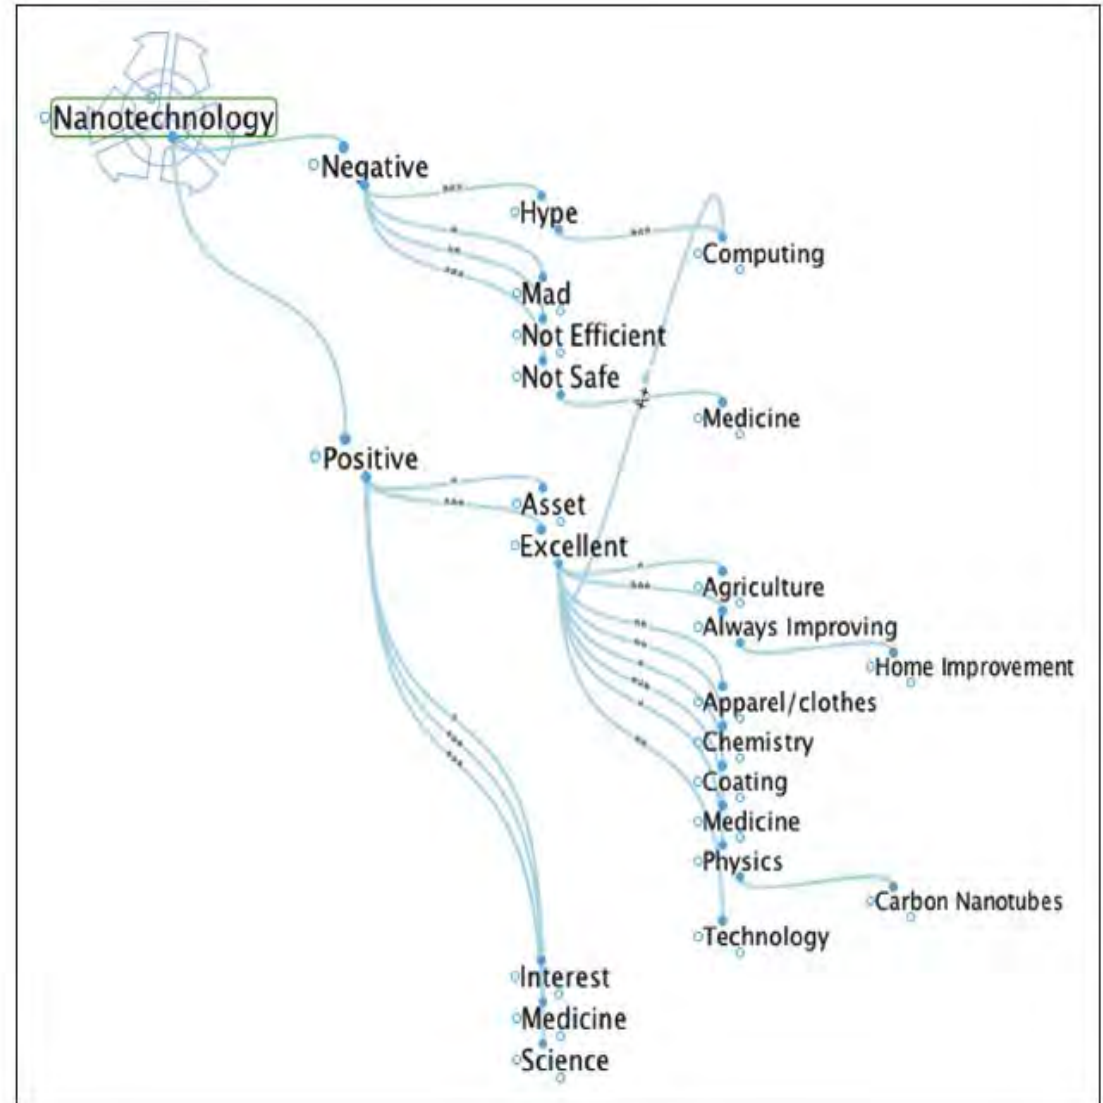 Nanotechnology
Negative
Hype
Computing
Mad
Not Efficient
Not Safe
Medicine
Positive
Asset
Excellent
Agriculture
Always Improving
Home Improvement
Apparel/clothes
Chemistry
Coating
Medicine
Physics
Carbon Nanotubes
Technology
Interest
Medicine
Science